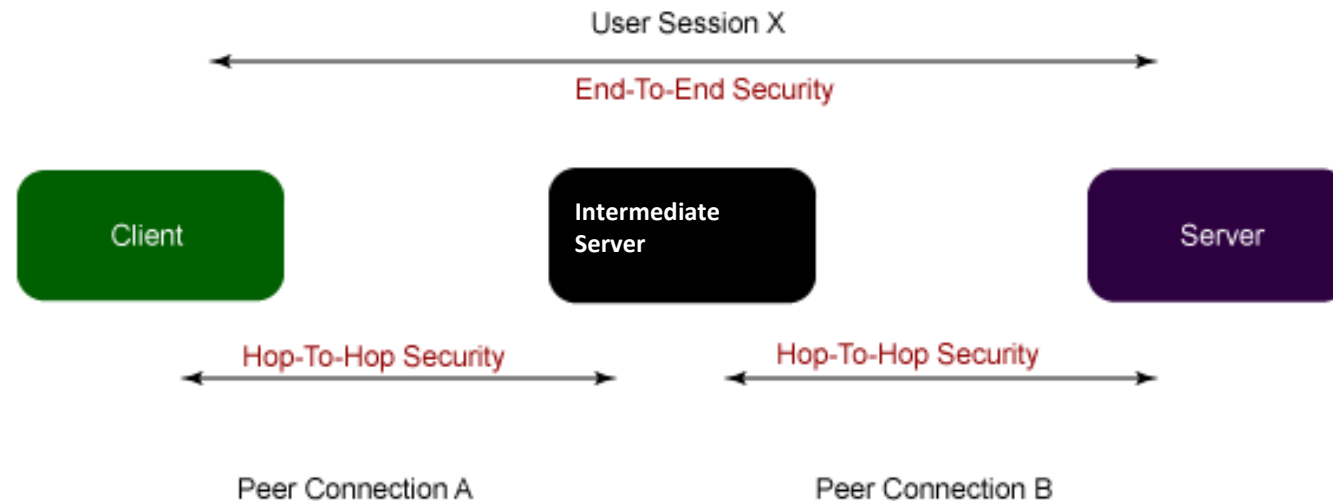 User Session X
End-To-End Security
Client
Intermediate
Server
Server
Hop-To-Hop Security
Hop-To-Hop Security
Peer Connection A
Peer Connection B